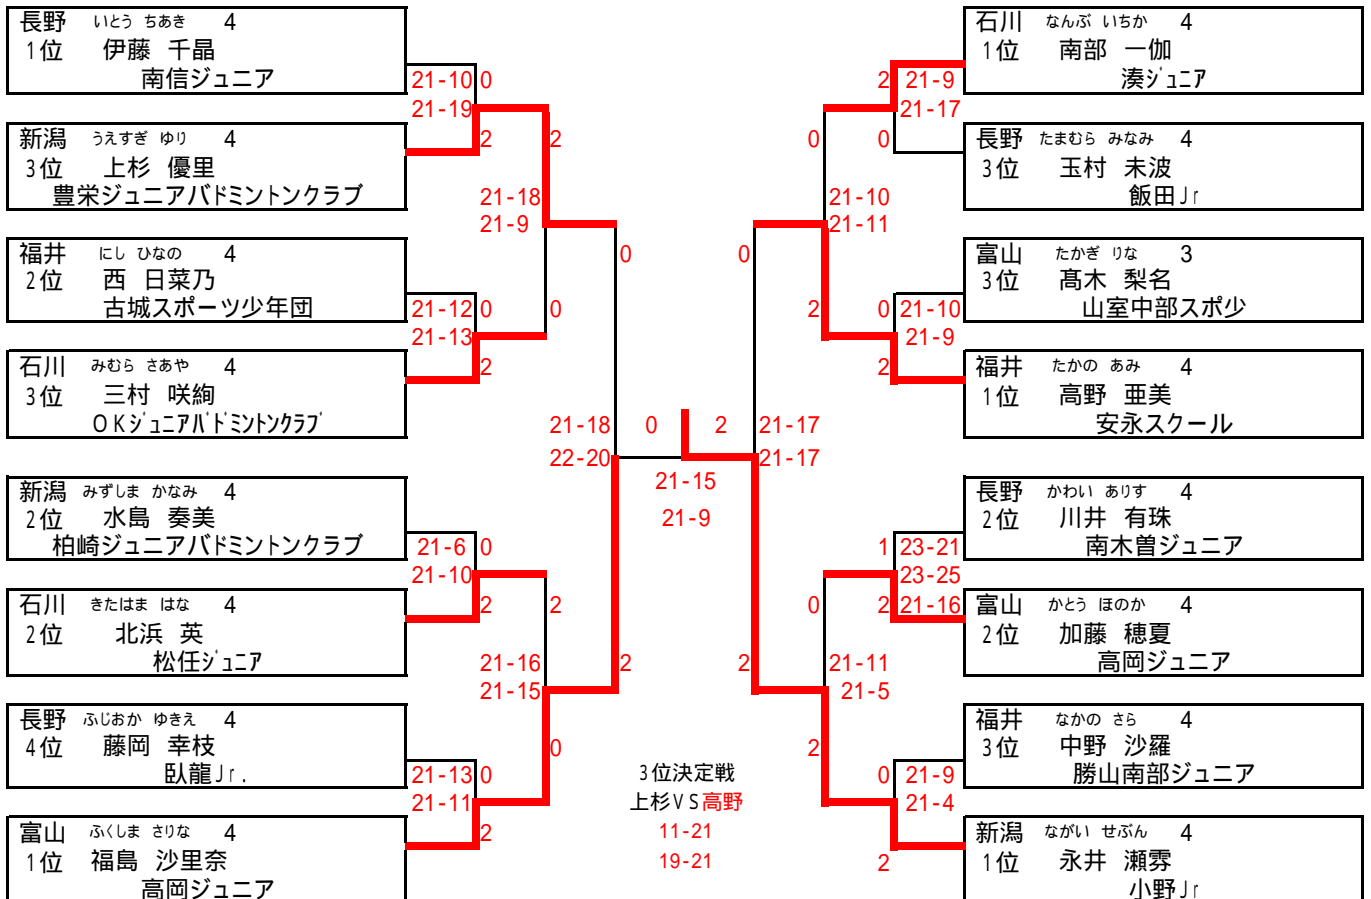 長野 いとう ちあき 4
1位 伊藤 千晶
南信ジュニア
新潟 うえすぎ ゆり 4
3位 上杉 優里
豊栄ジュニアバドミントンクラブ
福井 にし ひなの 4
2位 西 日菜乃
古城スポーツ少年団
石川 みむら さあや 4
3位 三村 咲絢
OKジュニアバドミントンクラブ
新潟 みずしま かなみ 4
2位 水島 奏美
柏崎ジュニアバドミントンクラブ
石川 きたはま はな 4
2位 北浜 英
松任ジュニア
長野 ふじおか ゆきえ 4
4位 藤岡 幸枝
臥龍Jr.
富山 ふくしま さりな 4
1位 福島 沙里奈
高岡ジュニア
21-10 0
21-19
2
2
21-18
21-9
0
21-12 0
0
21-13
2
21-18
22-20
21-6 0
21-10
2
2
21-16
21-15
2
0
21-13 0
21-11
2
0 2
21-15
21-9
3位決定戦
上杉VS高野
11-21
19-21
2 21-9
21-17
0
0
21-10
21-11
0
2
0 21-10
21-9
2
21-17
21-17
1 23-21
23-25
2 21-16
0
21-11
21-5
2
2
0 21-9
21-4
2
石川 なんぶ いちか 4
1位 南部 一伽
湊ジュニア
長野 たまむら みなみ 4
3位 玉村 未波
飯田Jr
富山 たかぎ りな 3
3位 髙木 梨名
山室中部スポ少
福井 たかの あみ 4
1位 高野 亜美
安永スクール
長野 かわい ありす 4
2位 川井 有珠
南木曽ジュニア
富山 かとう ほのか 4
2位 加藤 穂夏
高岡ジュニア
福井 なかの さら 4
3位 中野 沙羅
勝山南部ジュニア
新潟 ながい せぶん 4
1位 永井 瀬雰
小野Jr